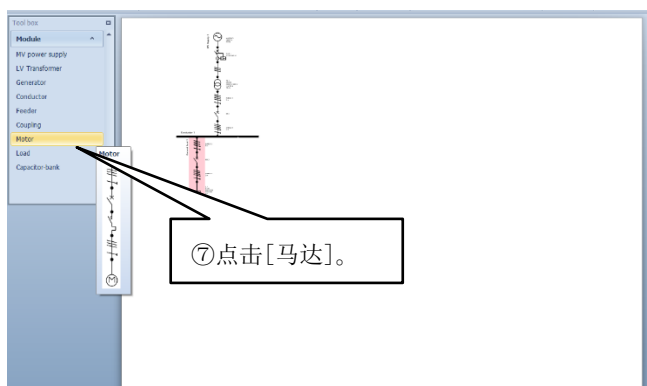 Tool box
Module
MV power supply
LV Transformer
Generator
Conductor
Feeder
Coupling
Motor
Load
Capacitor-bank
Motor
M
⑦点击[马达]。